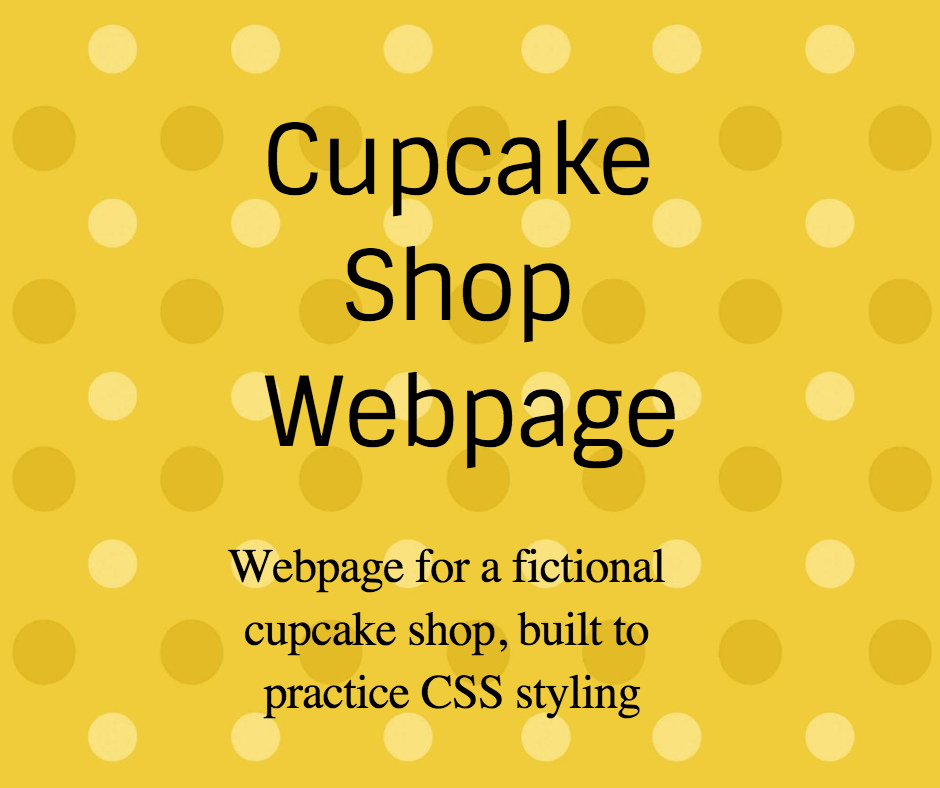 Cupcake
Shop
Webpage
Webpage for a fictional
cupcake shop, built to
practice CSS styling